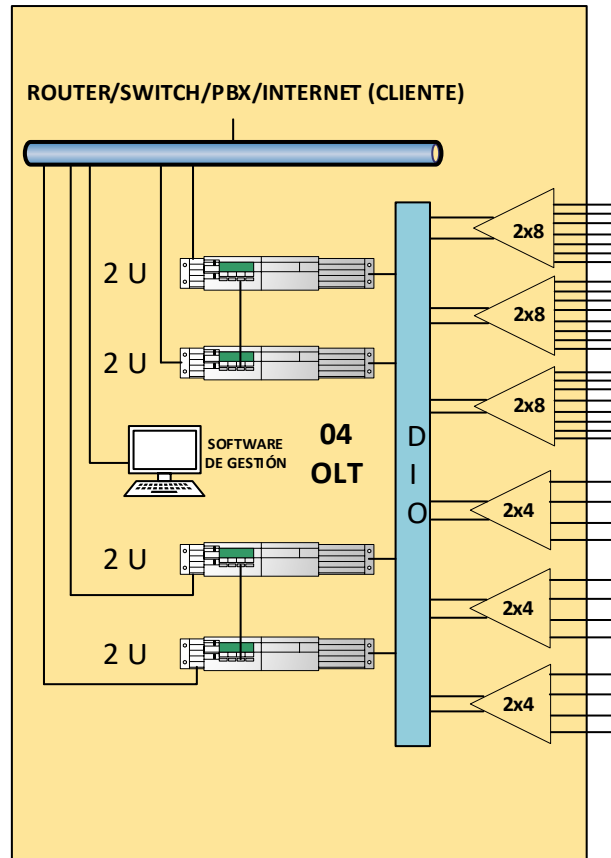 ROUTER/SWITCH/PBX/INTERNET (CLIENTE)
2 U
2 U
SOFTWARE
DE GESTIÓN
04
OLT
2 U
2 U
DIO
2x8
2x8
2x8
2x4
2x4
2x4